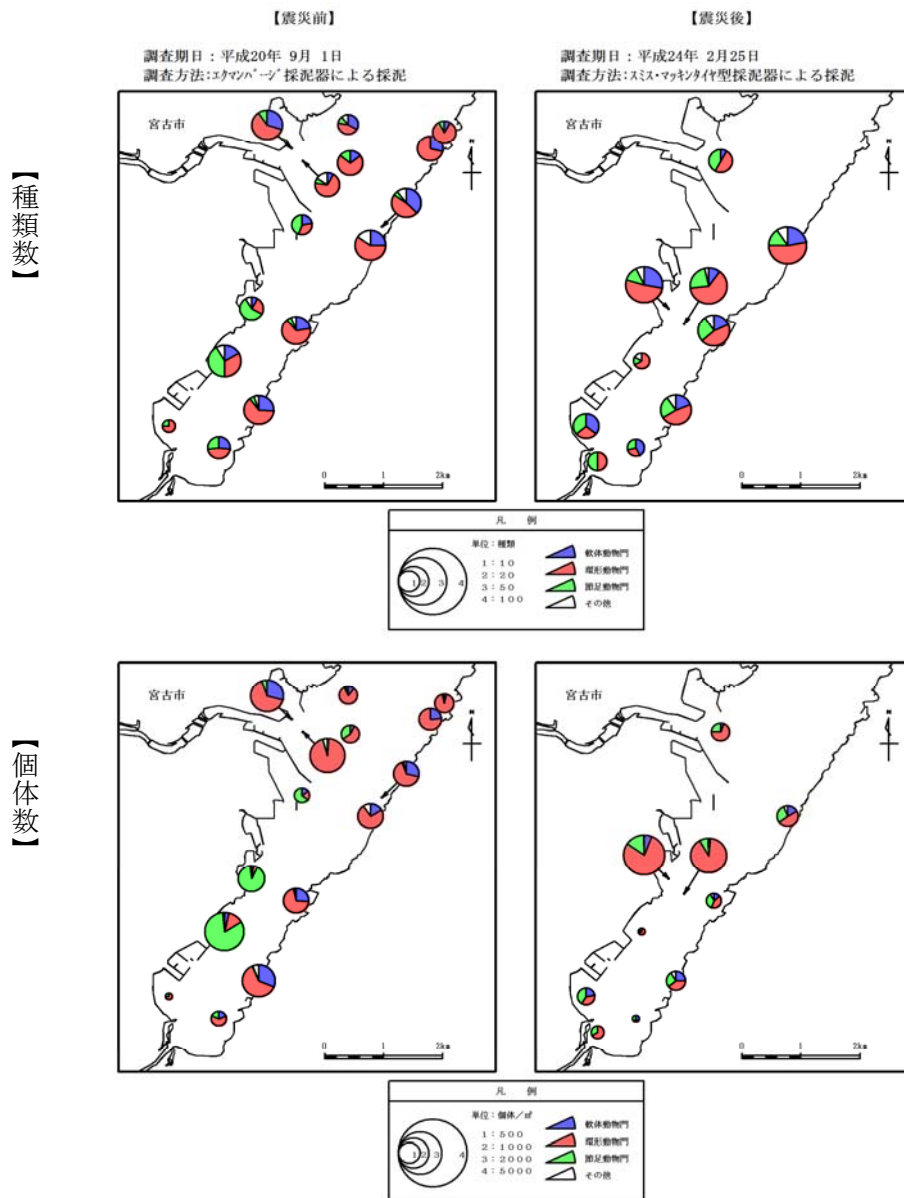 【震災前】
【震災後】
調査期日：平成20年 9月 1日
調査方法：エクマンバージ採泥器による採泥
調査期日：平成24年 2月25日
調査方法：スミス・マッキンタイヤ型採泥器による採泥
【種類数】
宮古市
N
0 1 2km
宮古市
N
0 1 2km
凡 例
単位：種類
1：10
2：20
3：50
4：100
1 2 3 4
軟体動物門
環形動物門
節足動物門
その他
【個体数】
宮古市
N
0 1 2km
宮古市
N
0 1 2km
凡 例
単位：個体／㎡
1：500
2：1000
3：2000
4：5000
1 2 3 4
軟体動物門
環形動物門
節足動物門
その他